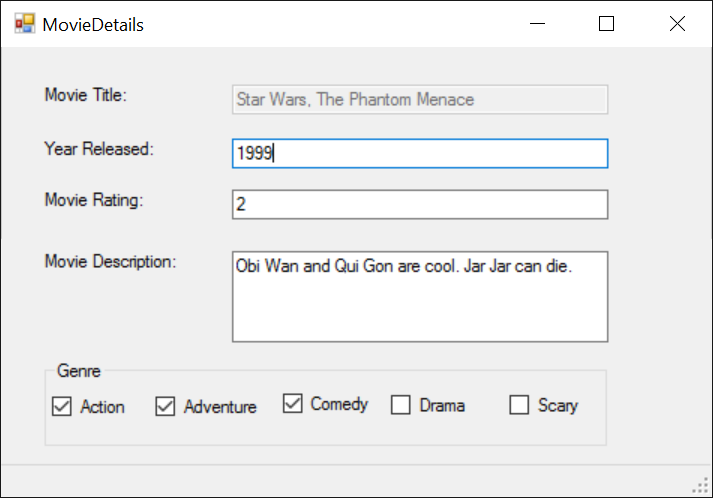 MovieDetails
Movie Title: Star Wars, The Phantom Menace
Year Released: 1999
Movie Rating: 2
Movie Description: Obi Wan and Qui Gon are cool. Jar Jar can die.
Genre
Action Adventure Comedy Drama Scary